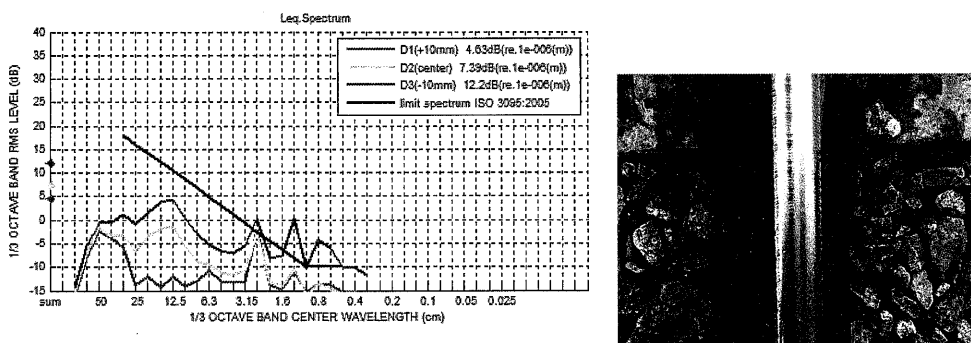 Leq.Spectrum
40
35
30
25
20
15
10
5
0
-5
-10
-15
1/3 OCTAVE BAND RMS LEVEL (dB)
D1(+10mm) 4.63dB(re.1e-006(m))
D2(center) 7.39dB(re.1e-006(m))
D3(-10mm) 12.2dB(re.1e-006(m))
limit spectrum ISO 3095:2005
sum 50 25 12.5 6.3 3.15 1.6 0.8 0.4 0.2 0.1 0.05 0.025
1/3 OCTAVE BAND CENTER WAVELENGTH (cm)